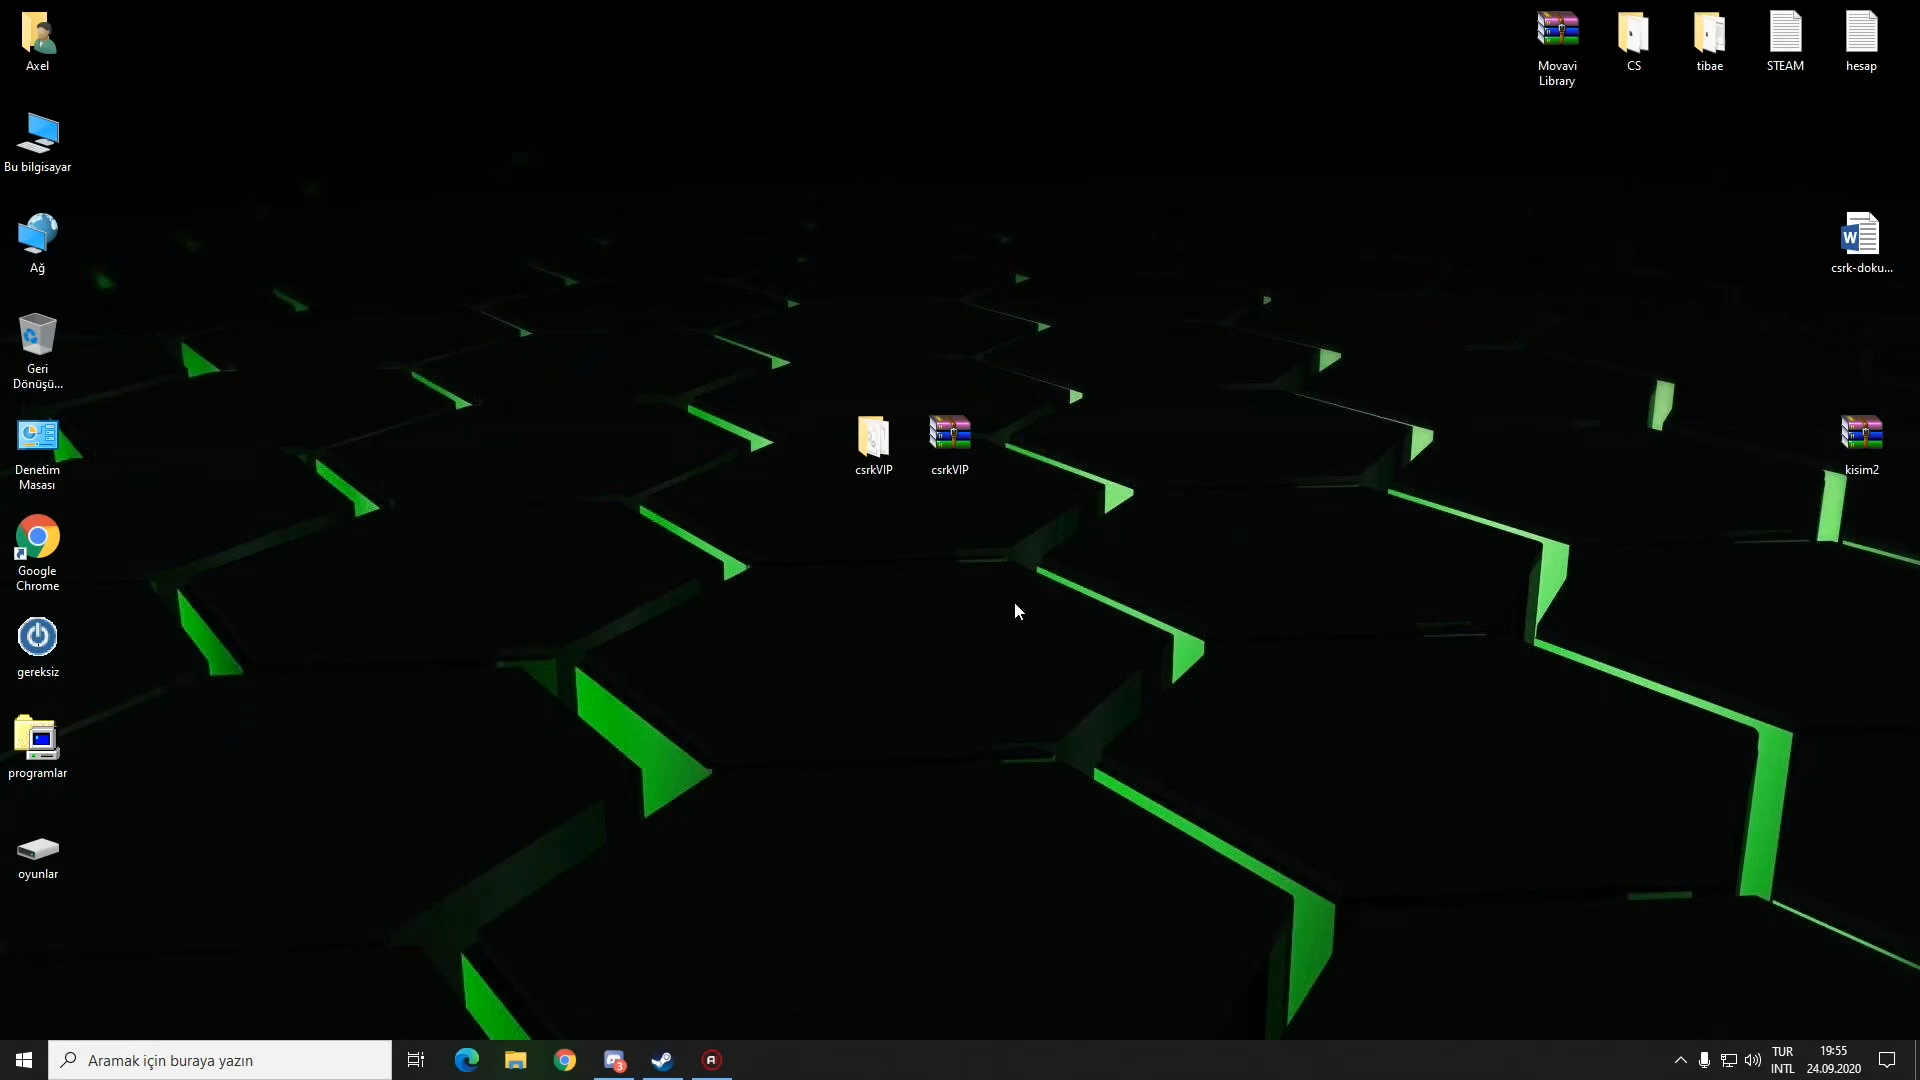 Axel
Bu bilgisayar
Ağ
Geri
Dönüşü...
Denetim
Masası
Google
Chrome
gereksiz
programlar
oyunlar
csrkVIP
csrkVIP
Movavi
Library
CS
tibae
STEAM
hesap
W
csrk-doku...
kisim2
Aramak için buraya yazın
3
A
TUR
INTL
19:55
24.09.2020